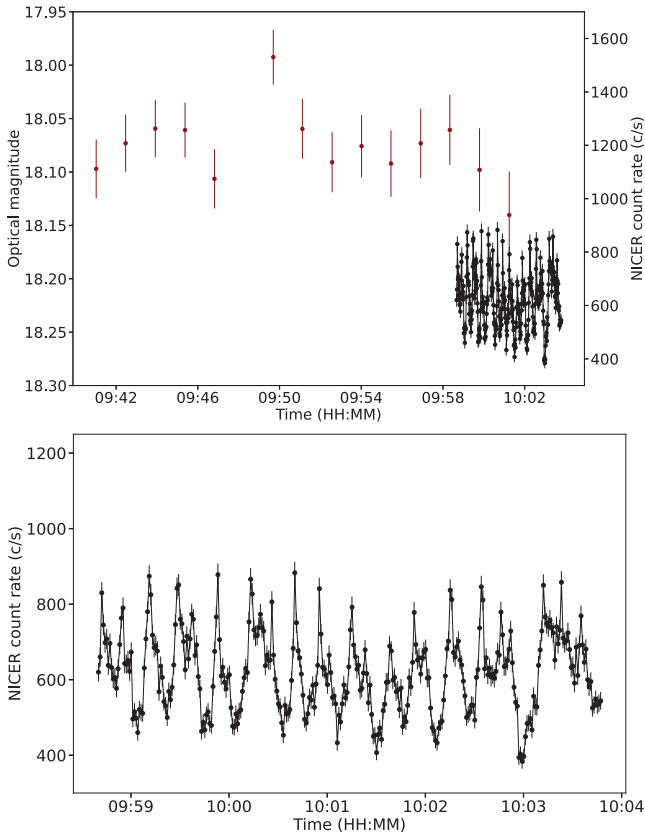 17.95
18.00
18.05
18.10
18.15
18.20
18.25
18.30
Optical magnitude
1600
1400
1200
1000
800
600
400
NICER count rate (c/s)
09:42 09:46 09:50 09:54 09:58 10:02
Time (HH:MM)
1200
1000
800
600
400
NICER count rate (c/s)
09:59 10:00 10:01 10:02 10:03 10:04
Time (HH:MM)